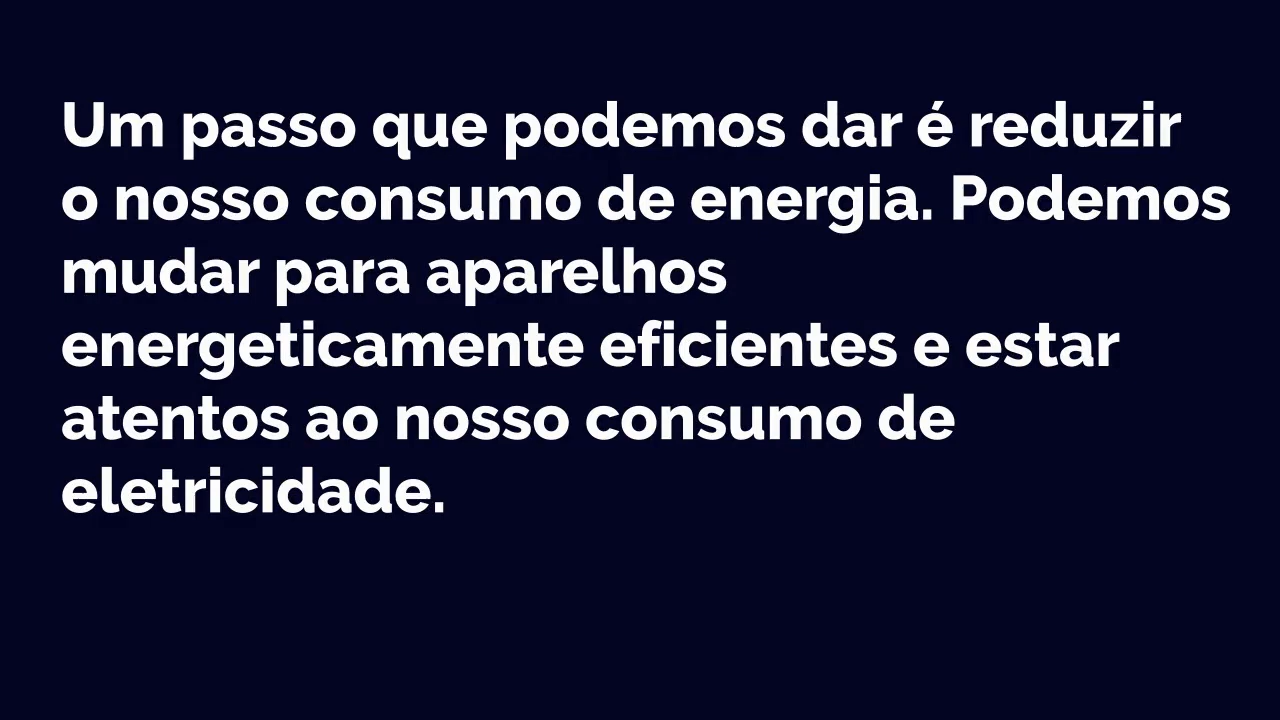 Um passo que podemos dar é reduzir
o nosso consumo de energia. Podemos
mudar para aparelhos
energeticamente eficientes e estar
atentos ao nosso consumo de
eletricidade.